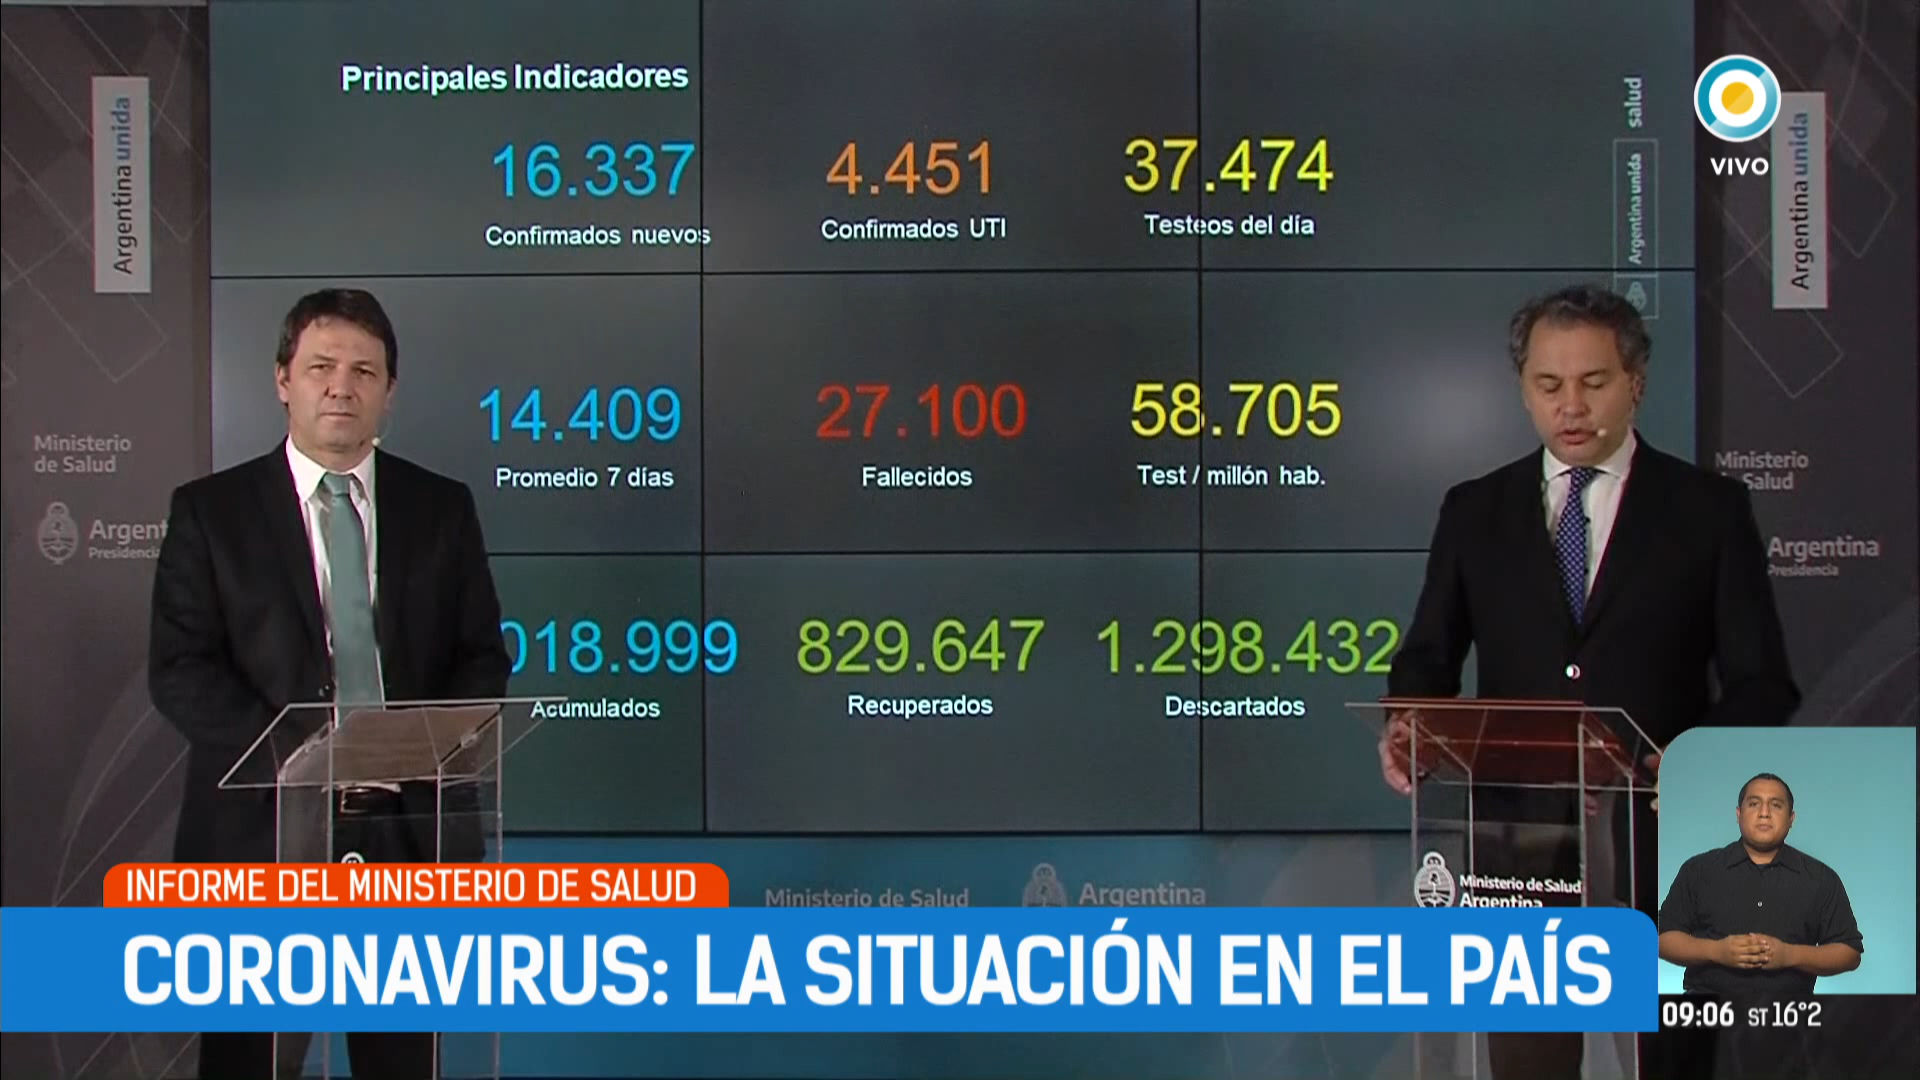 Principales Indicadores
16.337
Confirmados nuevos
4.451
Confirmados UTI
37.474
Testeos del día
14.409
Promedio 7 días
27.100
Fallecidos
58.705
Test / millón hab.
018.999
Acumulados
829.647
Recuperados
1.298.432
Descartados
Argentina unida
Ministerio
de Salud
Argent
Presidencia
salud
Argentina unida
VIVO
Argentina unida
Ministerio
Salud
Argentina
Presidencia
Ministerio de Salud
Argentina
Ministerio de Salud
Argentina
INFORME DEL MINISTERIO DE SALUD
CORONAVIRUS: LA SITUACIÓN EN EL PAÍS
09:06 ST 16°2